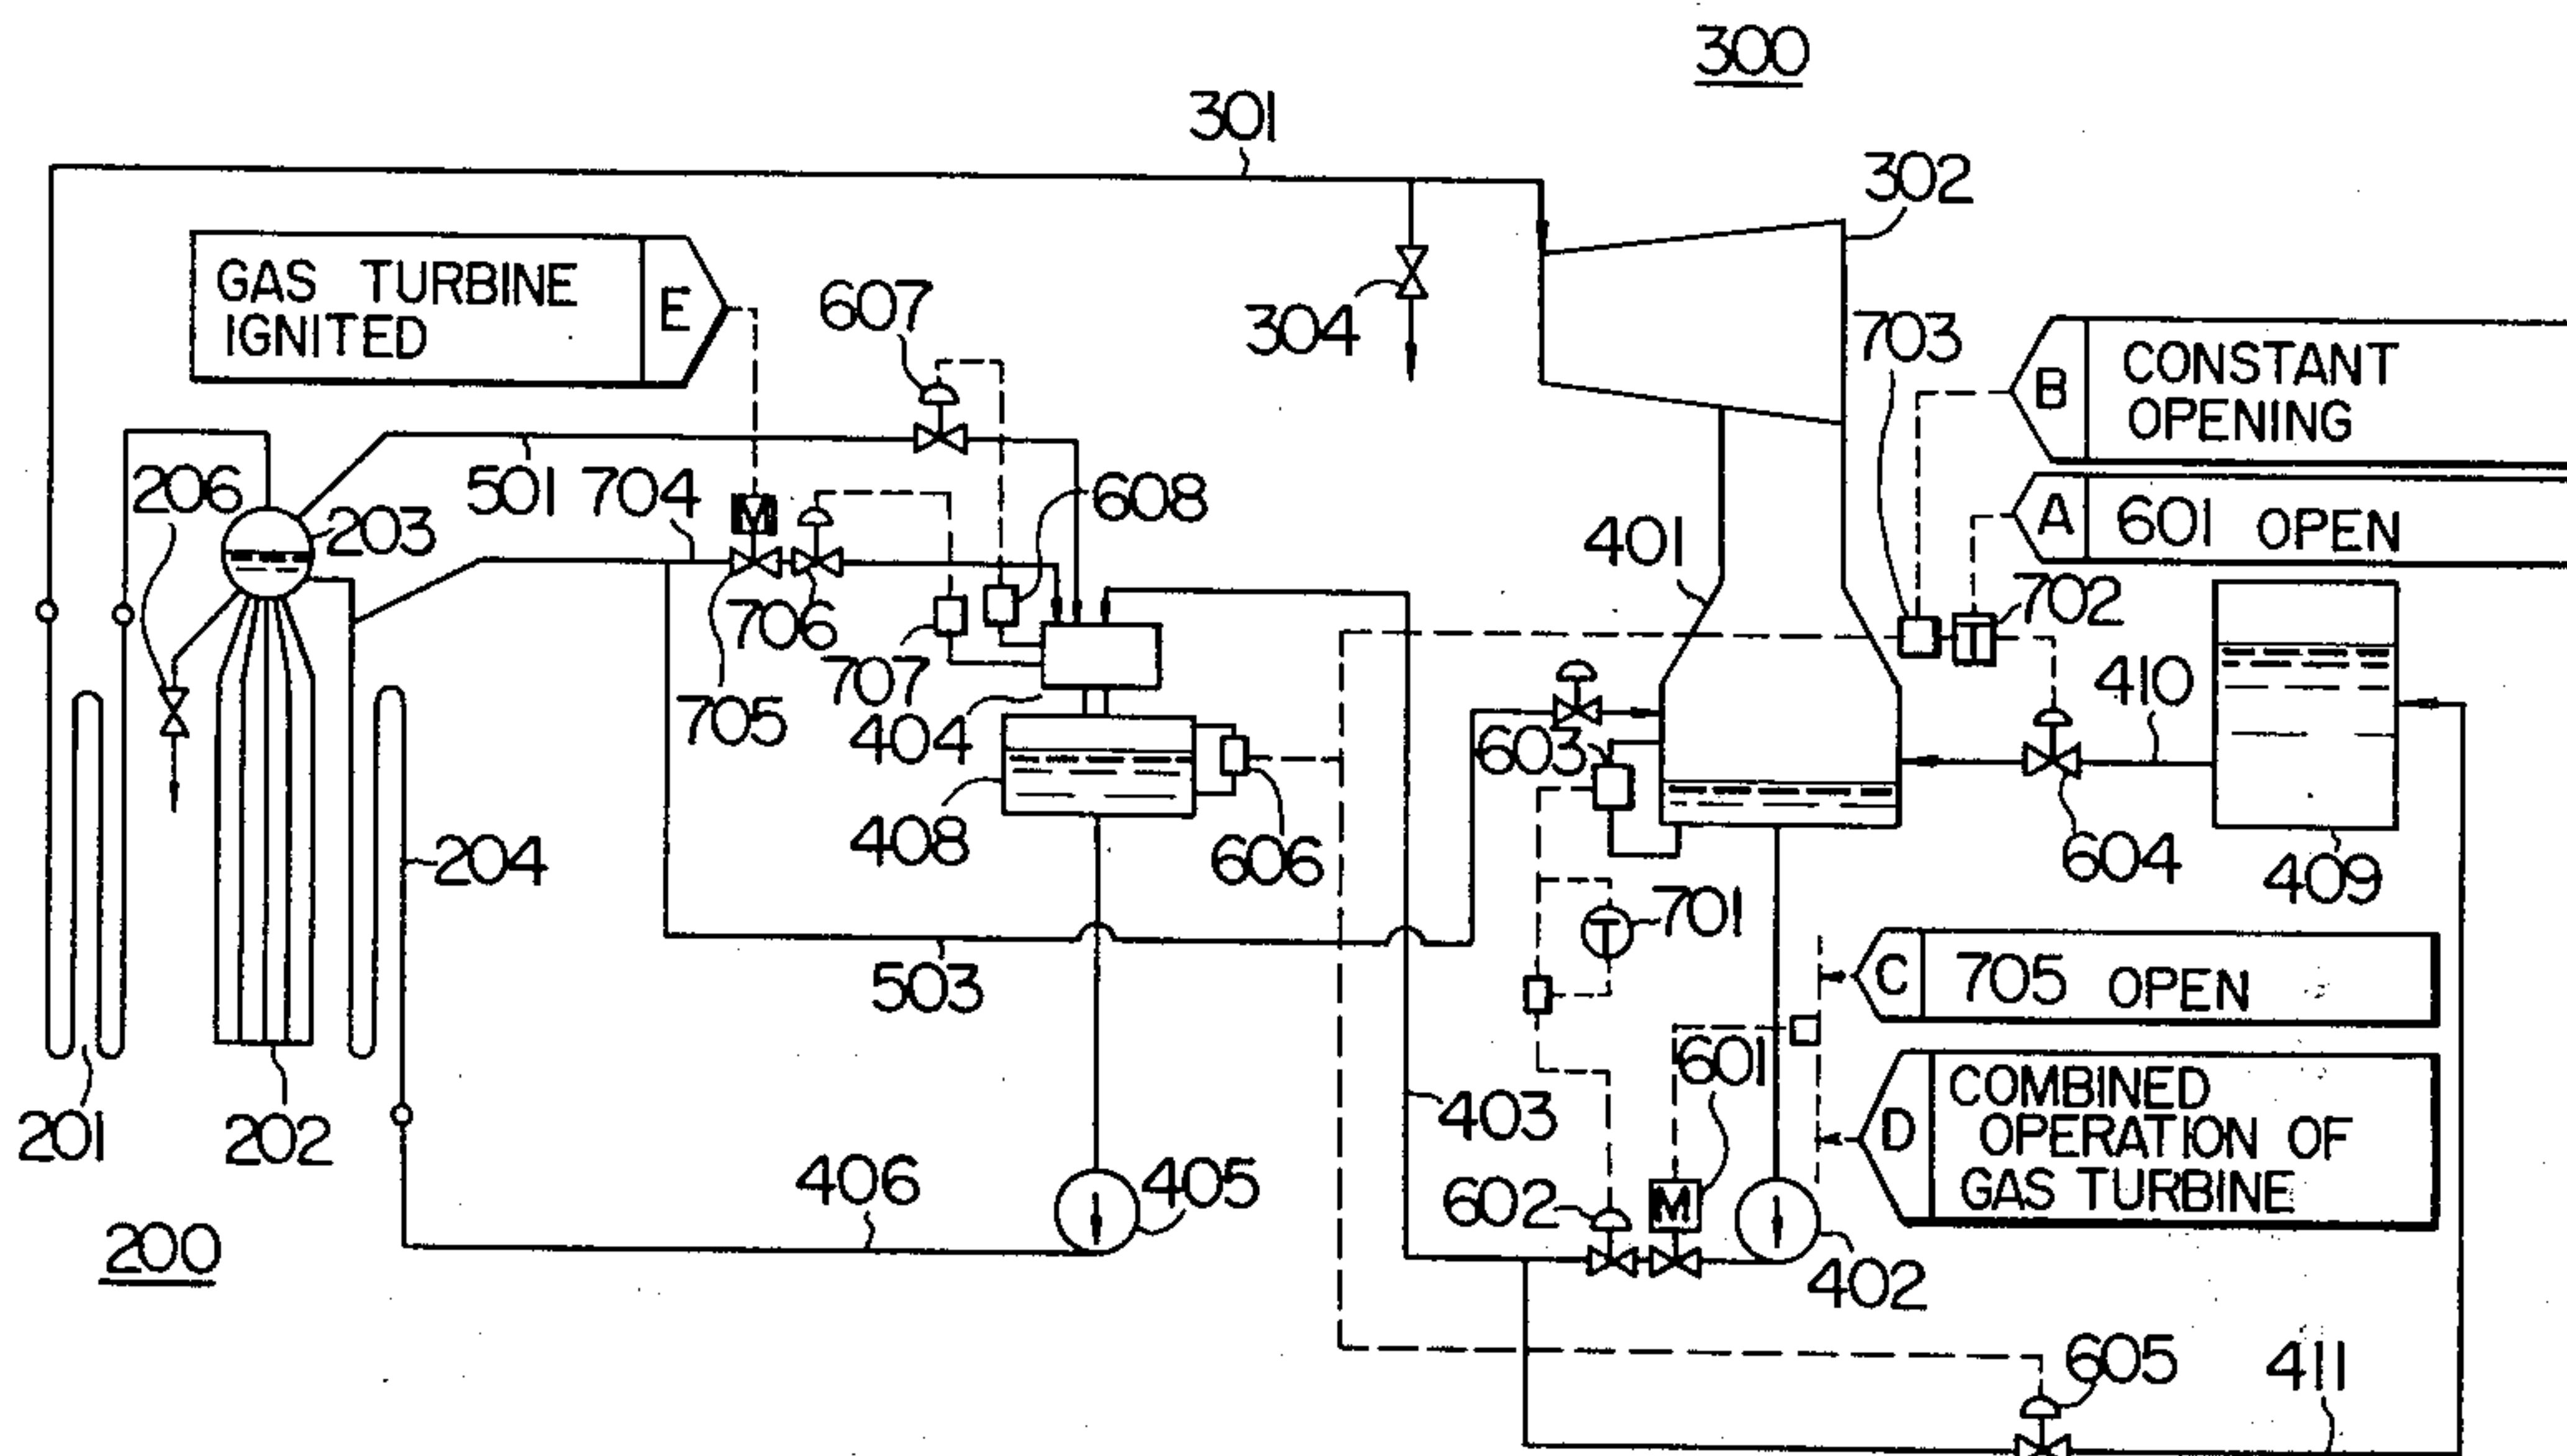 300
301
302
GAS TURBINE
IGNITED
E
607
304
703
B
CONSTANT
OPENING
206
203
501
704
M
608
A
601 OPEN
401
702
706
707
705
404
410
603
408
606
604
409
204
701
503
C
705 OPEN
601
403
D
COMBINED
OPERATION OF
GAS TURBINE
201
202
406
405
602
M
402
200
605
411